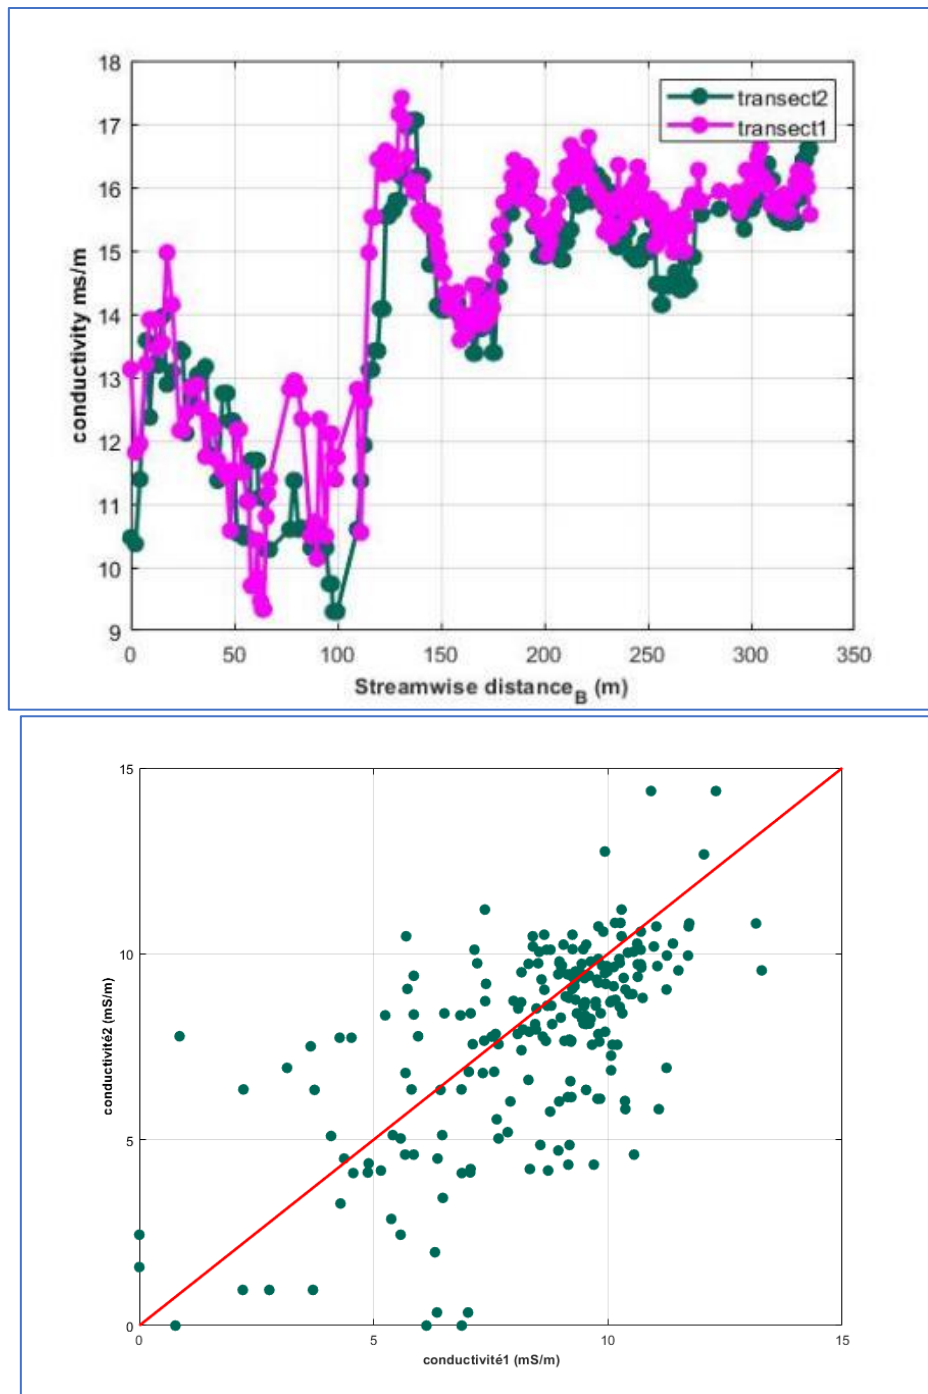 18
17
16
15
14
13
12
11
10
9
conductivity ms/m
transect2
transect1
0 50 100 150 200 250 300 350
Streamwise distance_B (m)
15
10
5
0
conductivité2 (mS/m)
0 5 10 15
conductivité1 (mS/m)